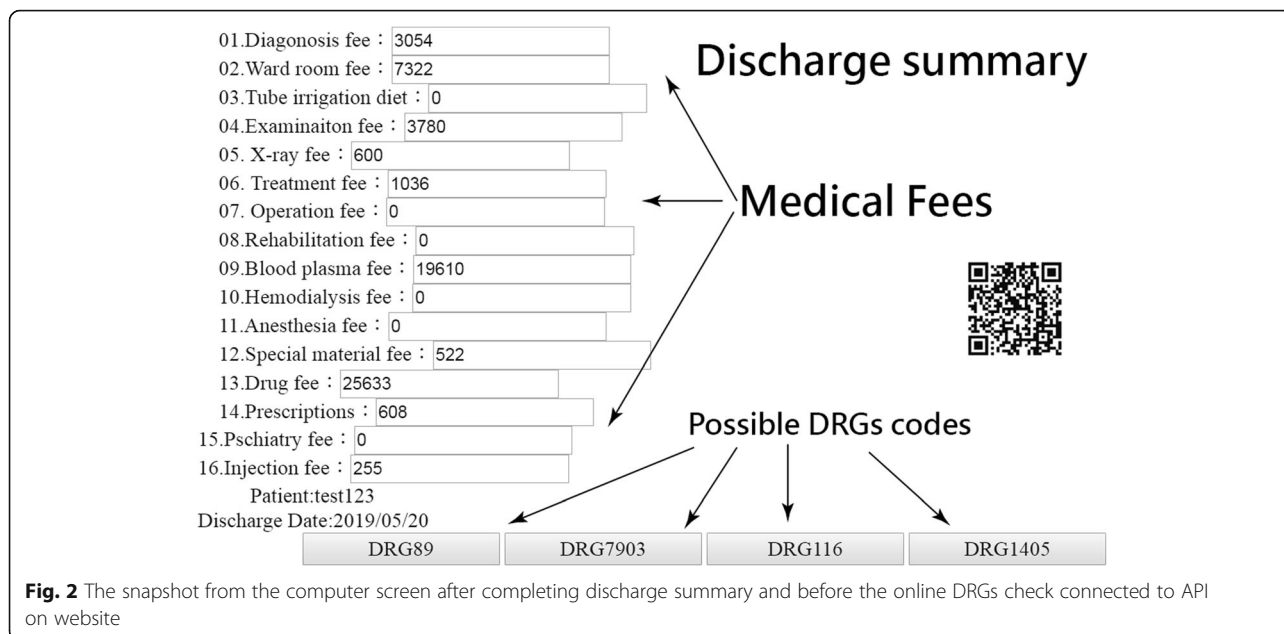 01.Diagonosis fee：3054
02.Ward room fee：7322
03.Tube irrigation diet：0
04.Examinaiton fee：3780
05. X-ray fee：600
06. Treatment fee：1036
07. Operation fee：0
08.Rehabilitation fee：0
09.Blood plasma fee：19610
10.Hemodialysis fee：0
11.Anesthesia fee：0
12.Special material fee：522
13.Drug fee：25633
14.Prescriptions：608
15.Pschiatry fee：0
16.Injection fee：255
Patient:test123
Discharge Date:2019/05/20
Discharge summary
Medical Fees
Possible DRGs codes
DRG89 DRG7903 DRG116 DRG1405
Fig. 2 The snapshot from the computer screen after completing discharge summary and before the online DRGs check connected to API
on website